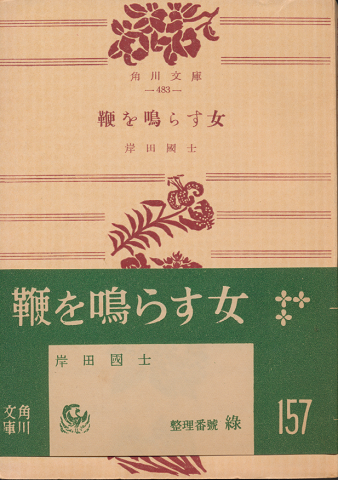 角川文庫
—483—
鞭を鳴らす女
岸田國士
鞭を鳴らす女
岸田國士
角川文庫
整理番號 綠
157